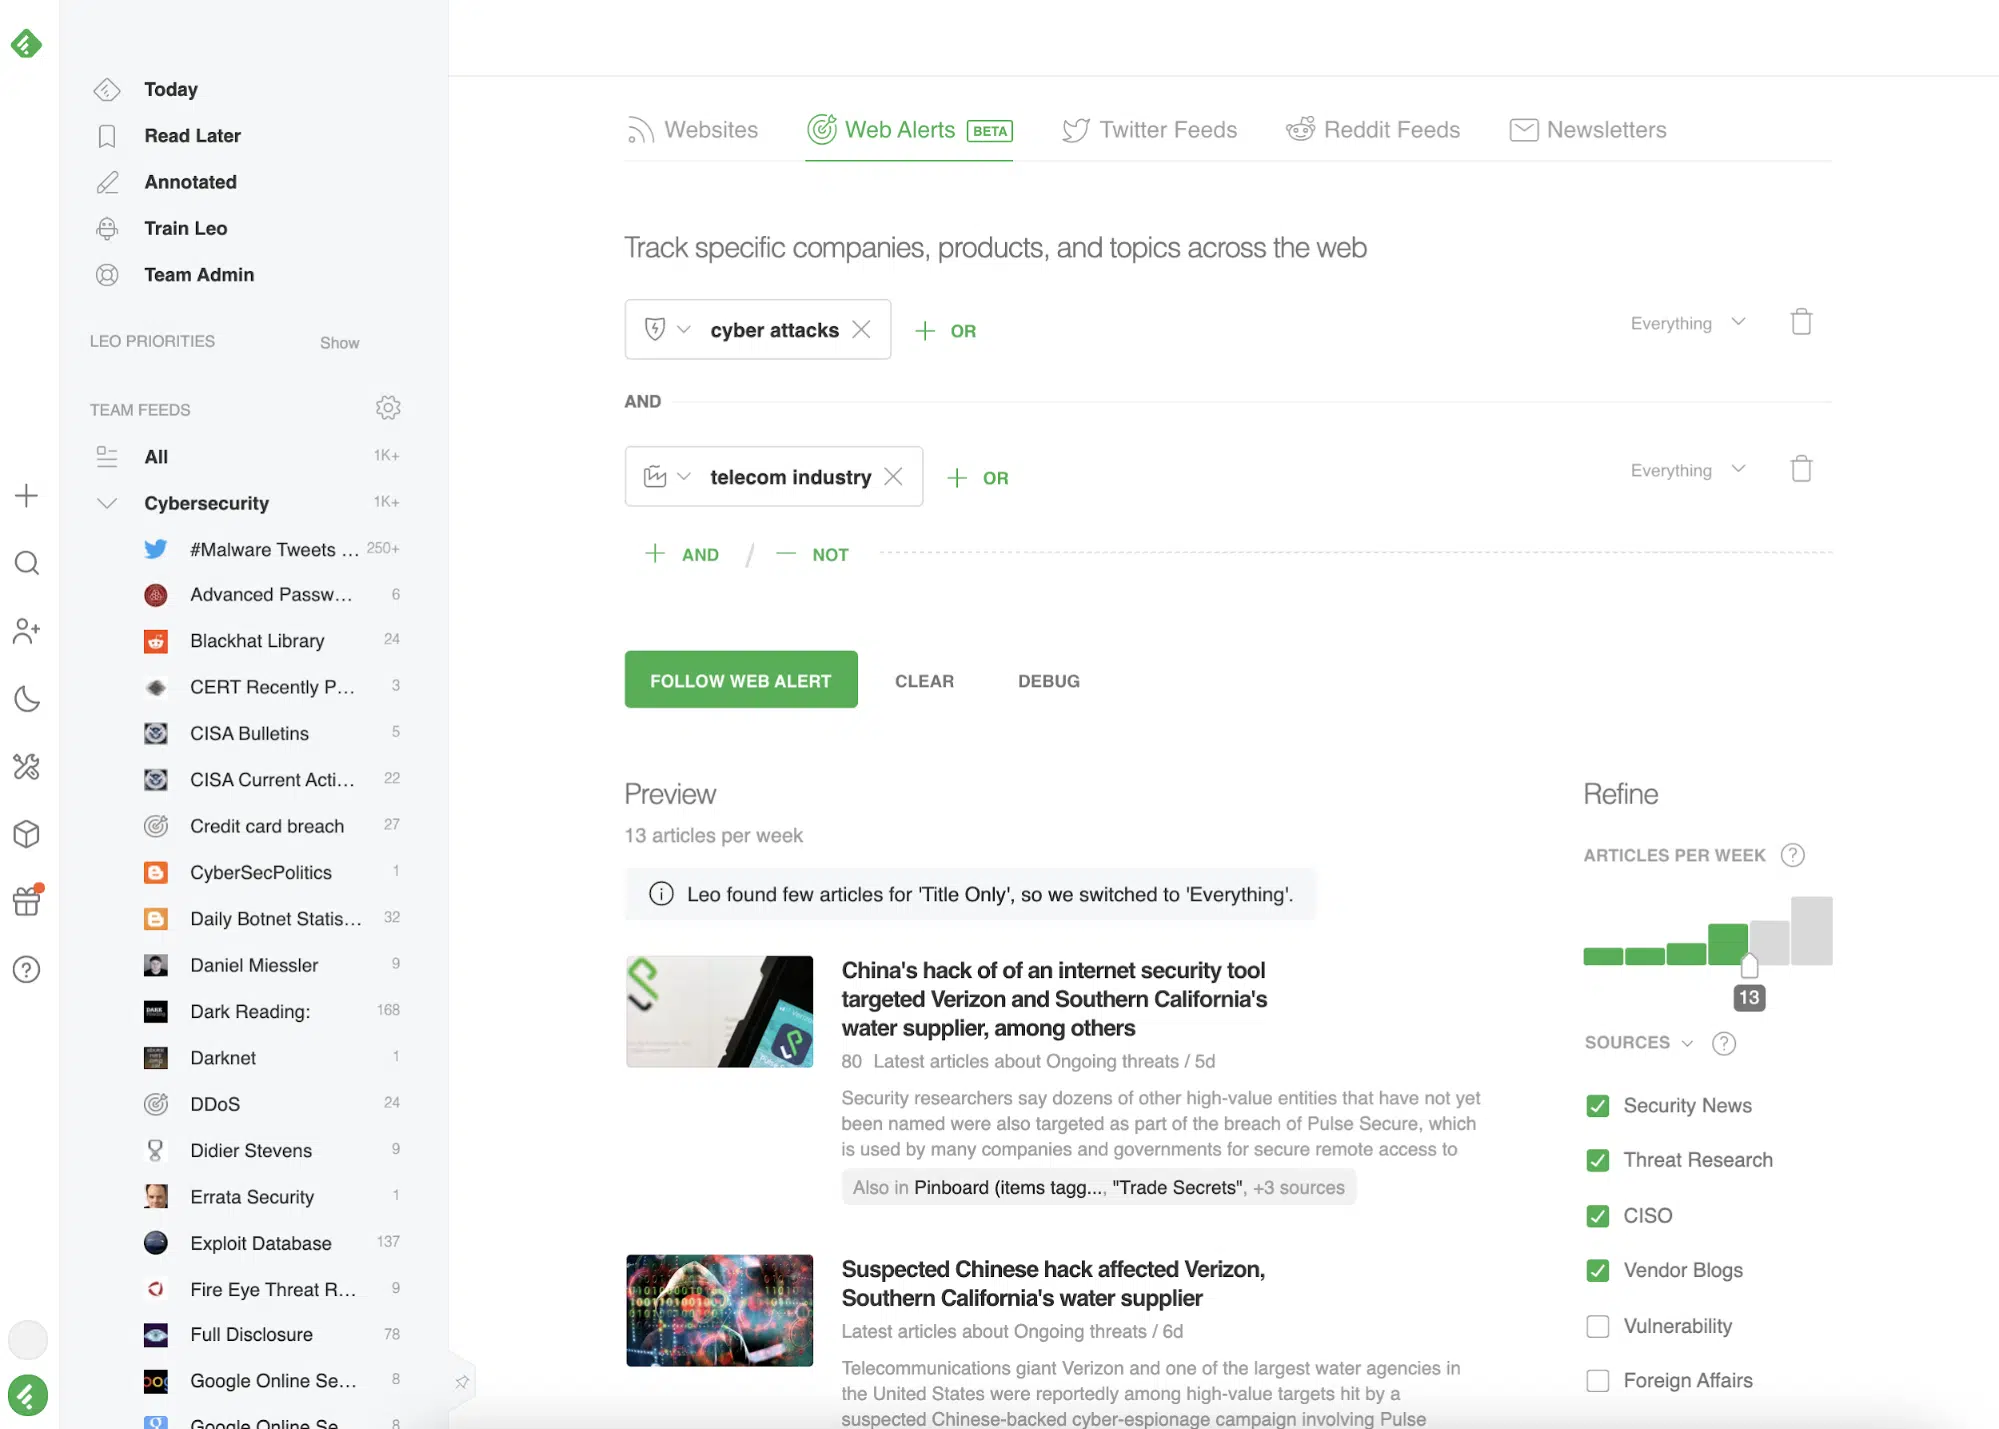 Today
Read Later
Annotated
Train Leo
Team Admin
LEO PRIORITIES Show
TEAM FEEDS
All 1K+
Cybersecurity 1K+
#Malware Tweets ... 250+
Advanced Passw... 6
Blackhat Library 24
CERT Recently P... 3
CISA Bulletins 5
CISA Current Acti... 22
Credit card breach 27
CyberSecPolitics 1
Daily Botnet Statis... 32
Daniel Miessler 9
Dark Reading: 168
Darknet 1
DDoS 24
Didier Stevens 9
Errata Security 1
Exploit Database 137
Fire Eye Threat R... 9
Full Disclosure 78
Google Online Se... 8
Google Online Se 8
Websites Web Alerts BETA Twitter Feeds Reddit Feeds Newsletters
Track specific companies, products, and topics across the web
cyber attacks OR Everything
AND
telecom industry OR Everything
+ AND / — NOT
FOLLOW WEB ALERT CLEAR DEBUG
Preview
13 articles per week
Leo found few articles for 'Title Only', so we switched to 'Everything'.
China's hack of of an internet security tool
targeted Verizon and Southern California's
water supplier, among others
80 Latest articles about Ongoing threats / 5d
Security researchers say dozens of other high-value entities that have not yet
been named were also targeted as part of the breach of Pulse Secure, which
is used by many companies and governments for secure remote access to
Also in Pinboard (items tagg..., "Trade Secrets", +3 sources
Suspected Chinese hack affected Verizon,
Southern California's water supplier
Latest articles about Ongoing threats / 6d
Telecommunications giant Verizon and one of the largest water agencies in
the United States were reportedly among high-value targets hit by a
suspected Chinese-backed cyber-espionage campaign involving Pulse
Refine
ARTICLES PER WEEK
13
SOURCES
Security News
Threat Research
CISO
Vendor Blogs
Vulnerability
Foreign Affairs